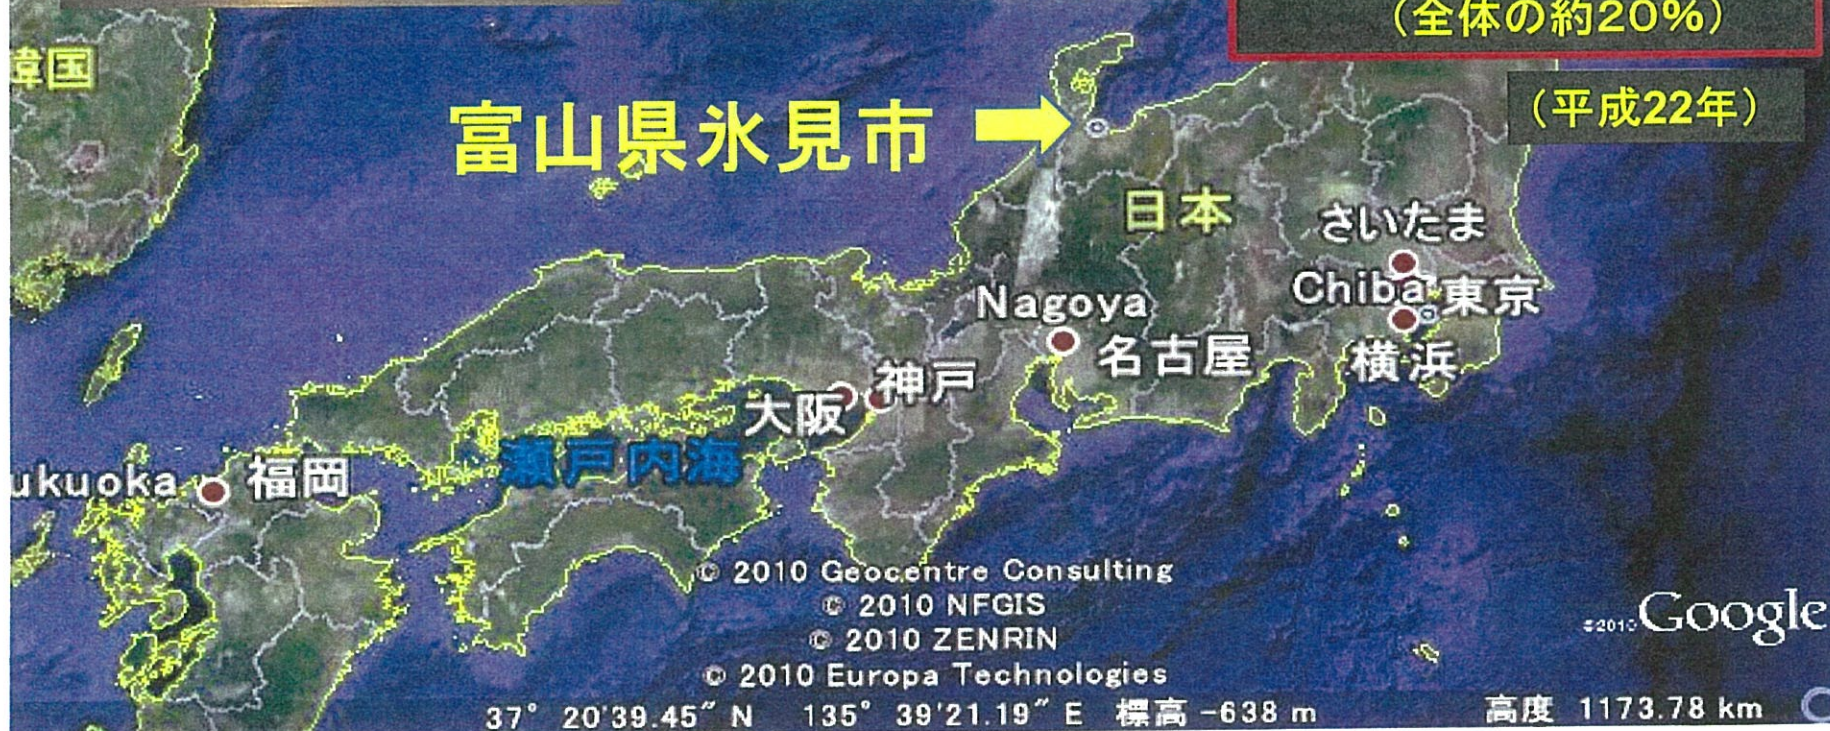 （全体の約20%）
韓国
（平成22年）
富山県氷見市
日本
さいたま
Chiba 東京
Nagoya
名古屋
横浜
神戸
大阪
瀬戸内海
ukuoka 福岡
© 2010 Geocentre Consulting
© 2010 NFGIS
© 2010 ZENRIN
© 2010 Europa Technologies
©2010 Google
37° 20'39.45" N 135° 39'21.19" E 標高 -638 m 高度 1173.78 km